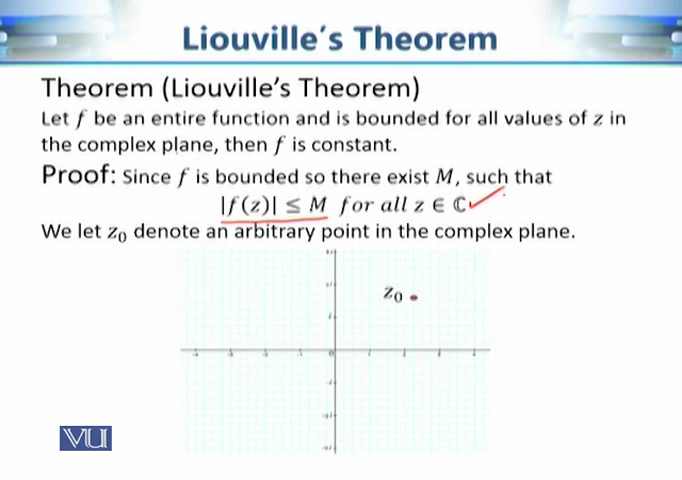 Liouville's Theorem
Theorem (Liouville's Theorem)
Let f be an entire function and is bounded for all values of z in
the complex plane, then f is constant.
Proof: Since f is bounded so there exist M, such that
|f(z)| ≤ M for all z ∈ ℂ
We let z₀ denote an arbitrary point in the complex plane.
z₀
VU